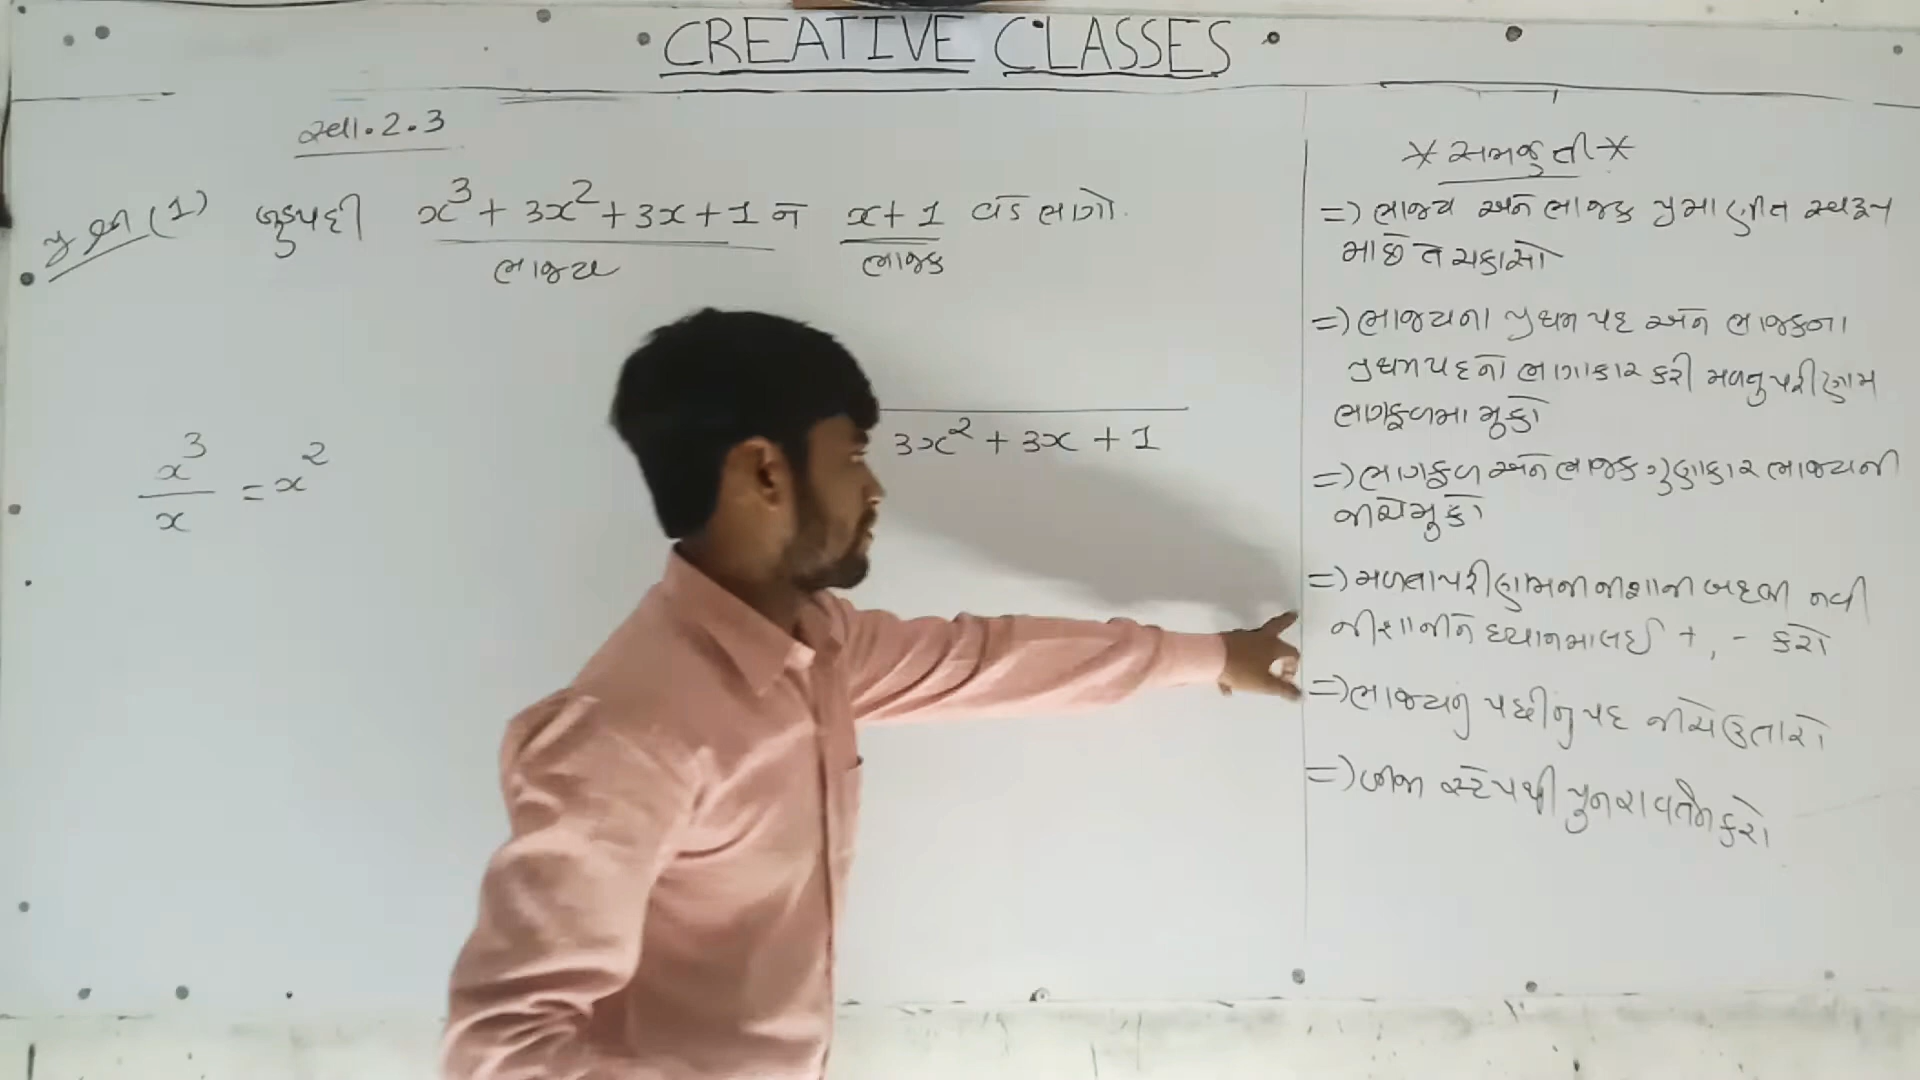 CREATIVE CLASSES
સ્વા. 2.3
પ્રશ્ન (1) બહુપદી x³ + 3x² + 3x + 1 ને x + 1 વડે ભાગો.
ભાજ્ય ભાજક
3x² + 3x + 1
x³/x = x²
* સમજુતી *
=> ભાજ્ય અને ભાજક પ્રમાણીત સ્વરૂપ
માછે તે ચકાસો
=> ભાજ્યના પ્રથમ પદ અને ભાજકના
પ્રથમપદનો ભાગાકાર કરી મળતુ પરીણામ
ભાગફળમા મુકો
=> ભાગફળ અને ભાજક ગુણાકાર ભાજ્યની
નીચે મુકો
=> મળતા પરીણામની નીશાની બદલી નવી
નીશાનીને ધ્યાનમા લઈ +, - કરો
=> ભાજ્યનુ પછીનુ પદ નીચે ઉતારો
=> બીજા સ્ટેપથી પુનરાવર્તન કરો